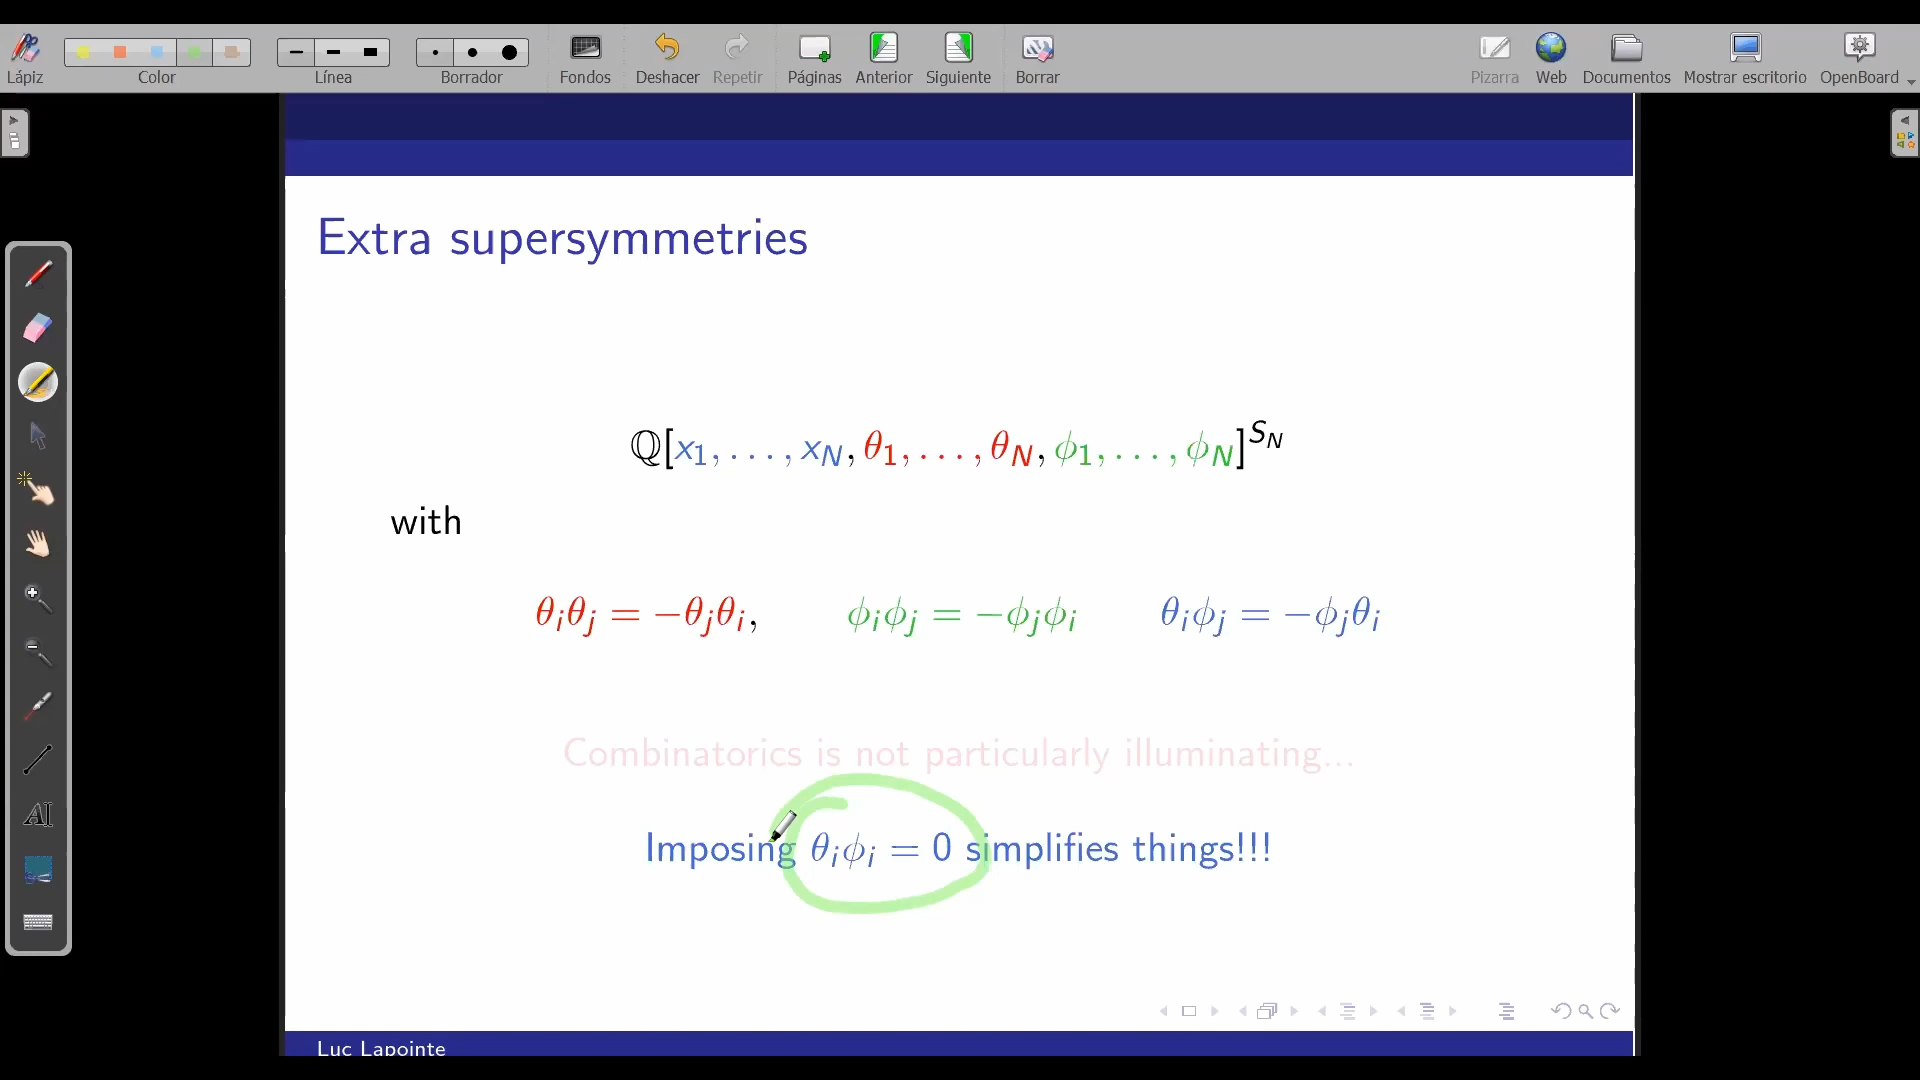 Lápiz Color Línea Borrador Fondos Deshacer Repetir Páginas Anterior Siguiente Borrar Pizarra Web Documentos Mostrar escritorio OpenBoard
Extra supersymmetries
ℚ[x₁, . . . , x_N, θ₁, . . . , θ_N, ϕ₁, . . . , ϕ_N]^{S_N}
with
θ_iθ_j = −θ_jθ_i, ϕ_iϕ_j = −ϕ_jϕ_i θ_iϕ_j = −ϕ_jθ_i
Combinatorics is not particularly illuminating...
Imposing θ_iϕ_i = 0 simplifies things!!!
Luc Lapointe